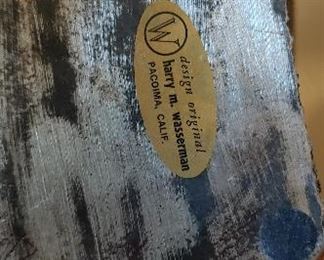 W
design original
harry m. wasserman
PACOIMA, CALIF.